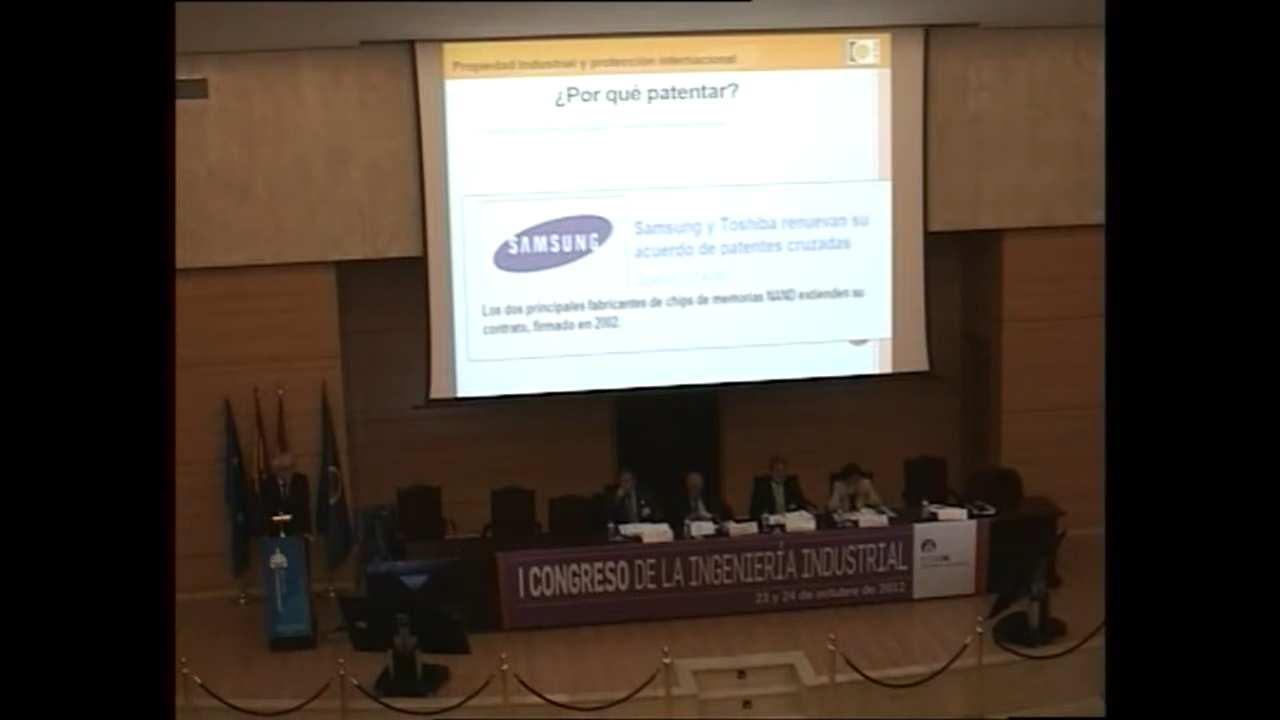 Propiedad Industrial y protección internacional
¿Por qué patentar?
SAMSUNG
Samsung y Toshiba renuevan su
acuerdo de patentes cruzadas
Los dos principales fabricantes de chips de memorias NAND extienden su
contrato, firmado en 2002.
I CONGRESO DE LA INGENIERÍA INDUSTRIAL
23 y 24 de octubre de 2012